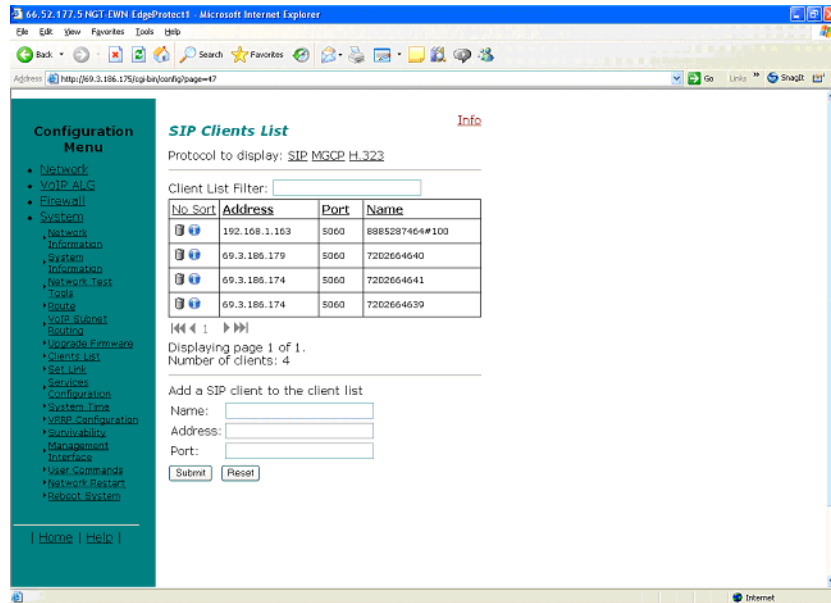 66.52.177.5 NGT-EWN-EdgeProtect1 - Microsoft Internet Explorer
File Edit View Favorites Tools Help
Back Search Favorites
Address http://69.3.186.175/cgi-bin/config?page=47 Go Links » SnagIt
Configuration Menu
Network
VoIP ALG
Firewall
System
Network Information
System Information
Network Test Tools
Route
VoIP Subnet Routing
Upgrade Firmware
Clients List
Set Link
Services Configuration
System Time
VRRP Configuration
Survivability
Management Interface
User Commands
Network Restart
Reboot System
| Home | Help |
Info
SIP Clients List
Protocol to display: SIP MGCP H.323
Client List Filter:
No Sort Address Port Name
192.168.1.163 5060 8885287464#100
69.3.186.179 5060 7202664640
69.3.186.174 5060 7202664641
69.3.186.174 5060 7202664639
1
Displaying page 1 of 1.
Number of clients: 4
Add a SIP client to the client list
Name:
Address:
Port:
Submit Reset
Internet